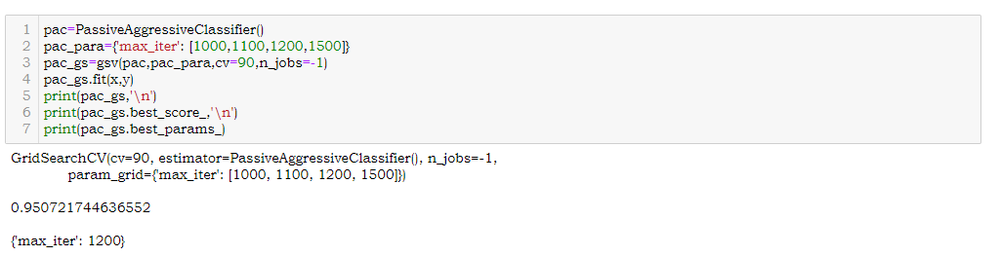 1 pac=PassiveAggressiveClassifier()
2 pac_para={'max_iter': [1000,1100,1200,1500]}
3 pac_gs=gsv(pac,pac_para,cv=90,n_jobs=-1)
4 pac_gs.fit(x,y)
5 print(pac_gs,'\n')
6 print(pac_gs.best_score_,'\n')
7 print(pac_gs.best_params_)
GridSearchCV(cv=90, estimator=PassiveAggressiveClassifier(), n_jobs=-1,
param_grid={'max_iter': [1000, 1100, 1200, 1500]})
0.950721744636552
{'max_iter': 1200}